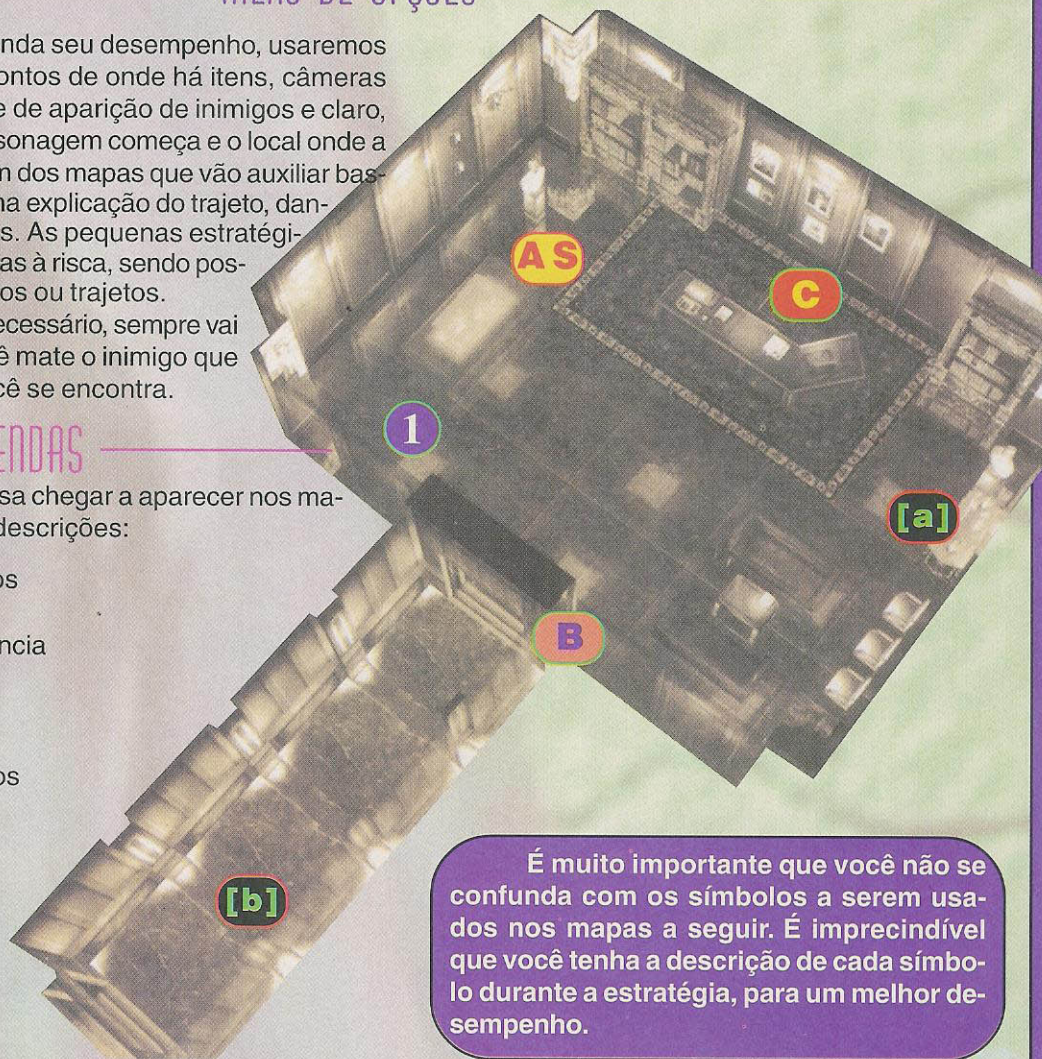 MENU DE OPÇÕES
nda seu desempenho, usaremos
ontos de onde há itens, câmeras
e de aparição de inimigos e claro,
sonagem começa e o local onde a
m dos mapas que vão auxiliar bas-
na explicação do trajeto, dan-
s. As pequenas estratégi-
as à risca, sendo pos-
os ou trajetos.
ecessário, sempre vai
ê mate o inimigo que
cê se encontra.
ENDAS
sa chegar a aparecer nos ma-
descrições:
os
ncia
os
A S
C
1
[a]
B
[b]
É muito importante que você não se
confunda com os símbolos a serem usa-
dos nos mapas a seguir. É imprecindível
que você tenha a descrição de cada símbo-
lo durante a estratégia, para um melhor de-
sempenho.